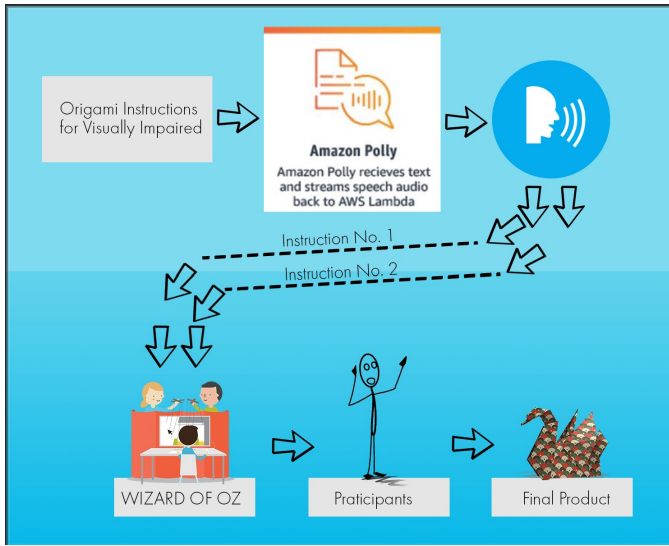 Origami Instructions
for Visually Impaired
Amazon Polly
Amazon Polly recieves text
and streams speech audio
back to AWS Lambda
Instruction No. 1
Instruction No. 2
WIZARD OF OZ
Praticipants
Final Product